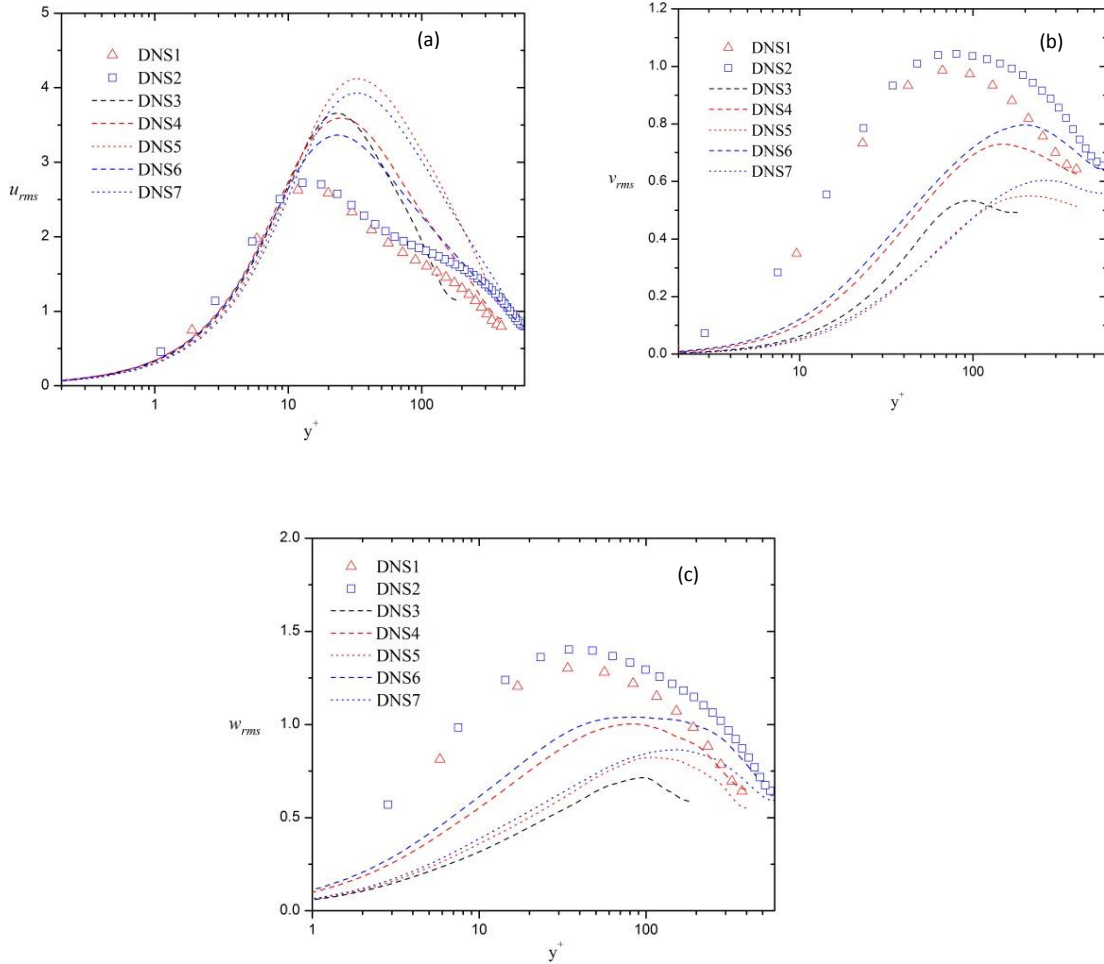 (a)
5
4
3
2
1
0
u_rms
DNS1
DNS2
DNS3
DNS4
DNS5
DNS6
DNS7
1
10
100
y+
(b)
1.2
1.0
0.8
0.6
0.4
0.2
0.0
v_rms
DNS1
DNS2
DNS3
DNS4
DNS5
DNS6
DNS7
10
100
y+
(c)
2.0
1.5
1.0
0.5
0.0
w_rms
DNS1
DNS2
DNS3
DNS4
DNS5
DNS6
DNS7
1
10
100
y+